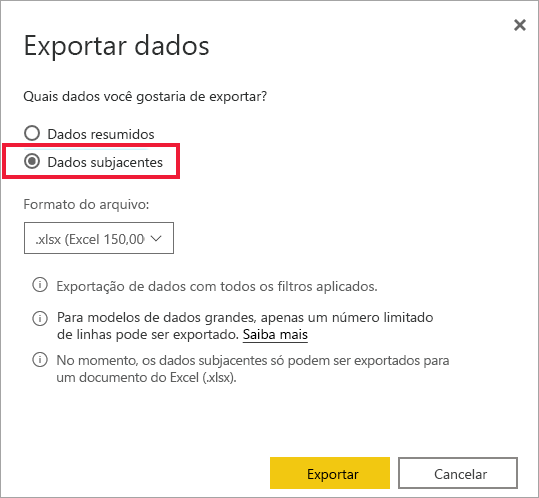 Exportar dados
Quais dados você gostaria de exportar?
Dados resumidos
Dados subjacentes
Formato do arquivo:
.xlsx (Excel 150,00
Exportação de dados com todos os filtros aplicados.
Para modelos de dados grandes, apenas um número limitado
de linhas pode ser exportado. Saiba mais
No momento, os dados subjacentes só podem ser exportados para
um documento do Excel (.xlsx).
Exportar
Cancelar